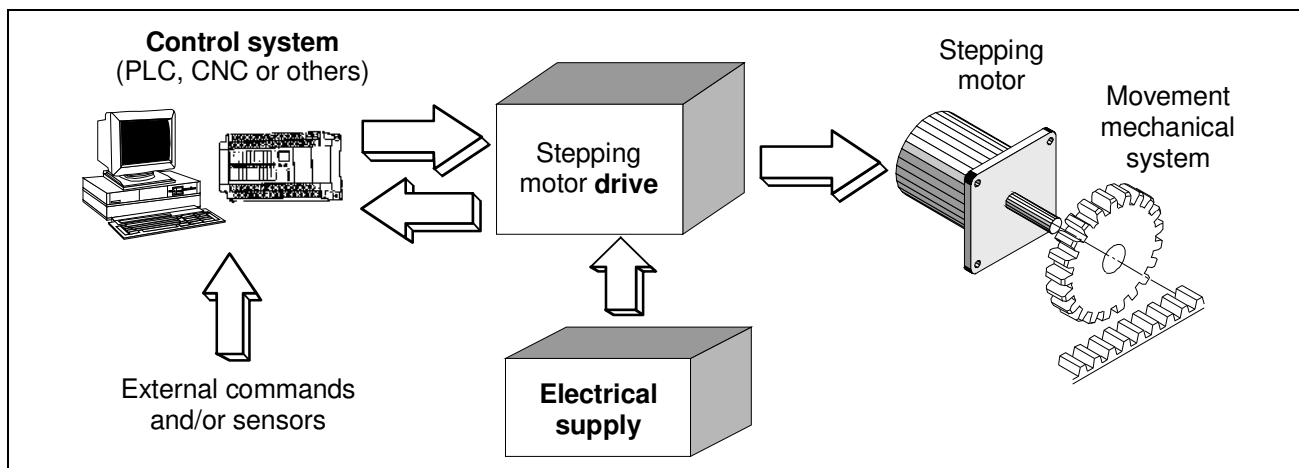 Control system
(PLC, CNC or others)
Stepping
motor drive
Stepping
motor
Movement
mechanical
system
External commands
and/or sensors
Electrical
supply